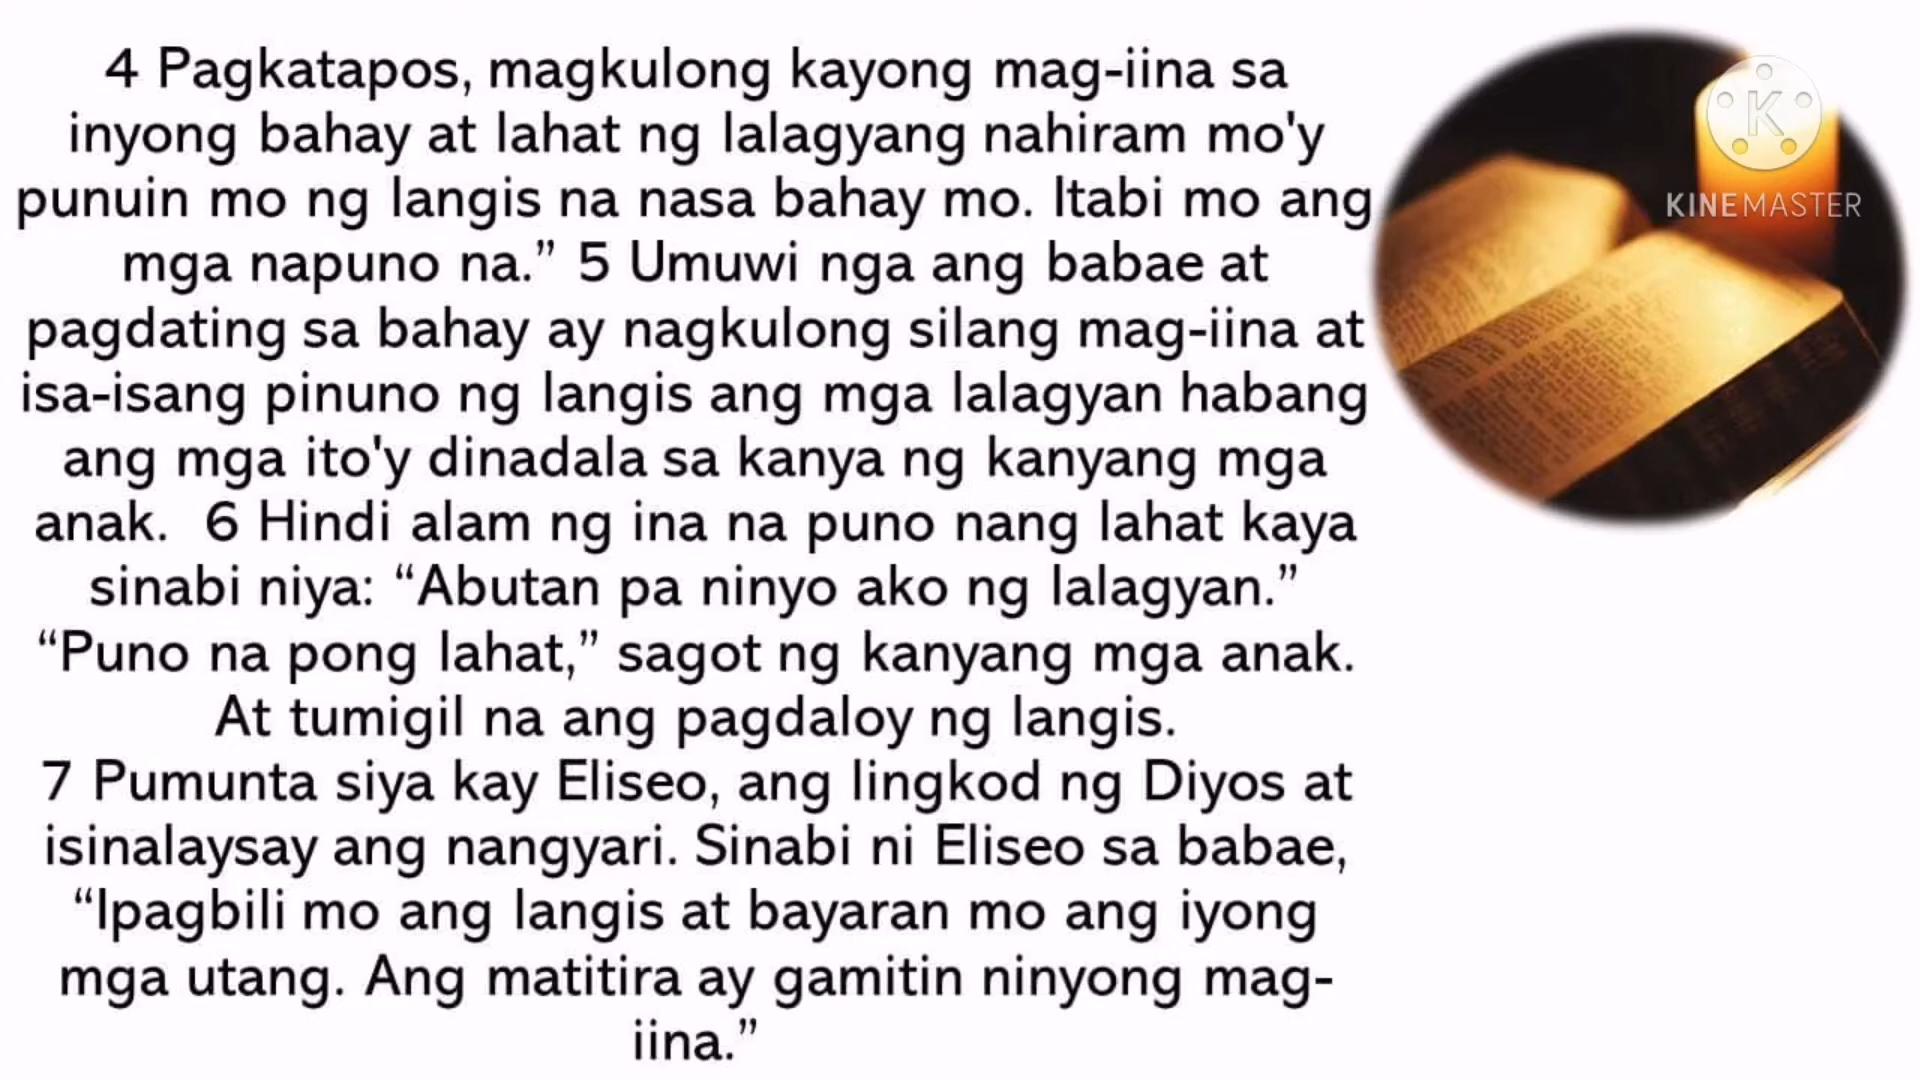 4 Pagkatapos, magkulong kayong mag-iina sa
inyong bahay at lahat ng lalagyang nahiram mo'y
punuin mo ng langis na nasa bahay mo. Itabi mo ang
mga napuno na.” 5 Umuwi nga ang babae at
pagdating sa bahay ay nagkulong silang mag-iina at
isa-isang pinuno ng langis ang mga lalagyan habang
ang mga ito'y dinadala sa kanya ng kanyang mga
anak.  6 Hindi alam ng ina na puno nang lahat kaya
sinabi niya: “Abutan pa ninyo ako ng lalagyan.”
“Puno na pong lahat,” sagot ng kanyang mga anak.
At tumigil na ang pagdaloy ng langis.
7 Pumunta siya kay Eliseo, ang lingkod ng Diyos at
isinalaysay ang nangyari. Sinabi ni Eliseo sa babae,
“Ipagbili mo ang langis at bayaran mo ang iyong
mga utang. Ang matitira ay gamitin ninyong mag-
iina.”
K
KINEMASTER